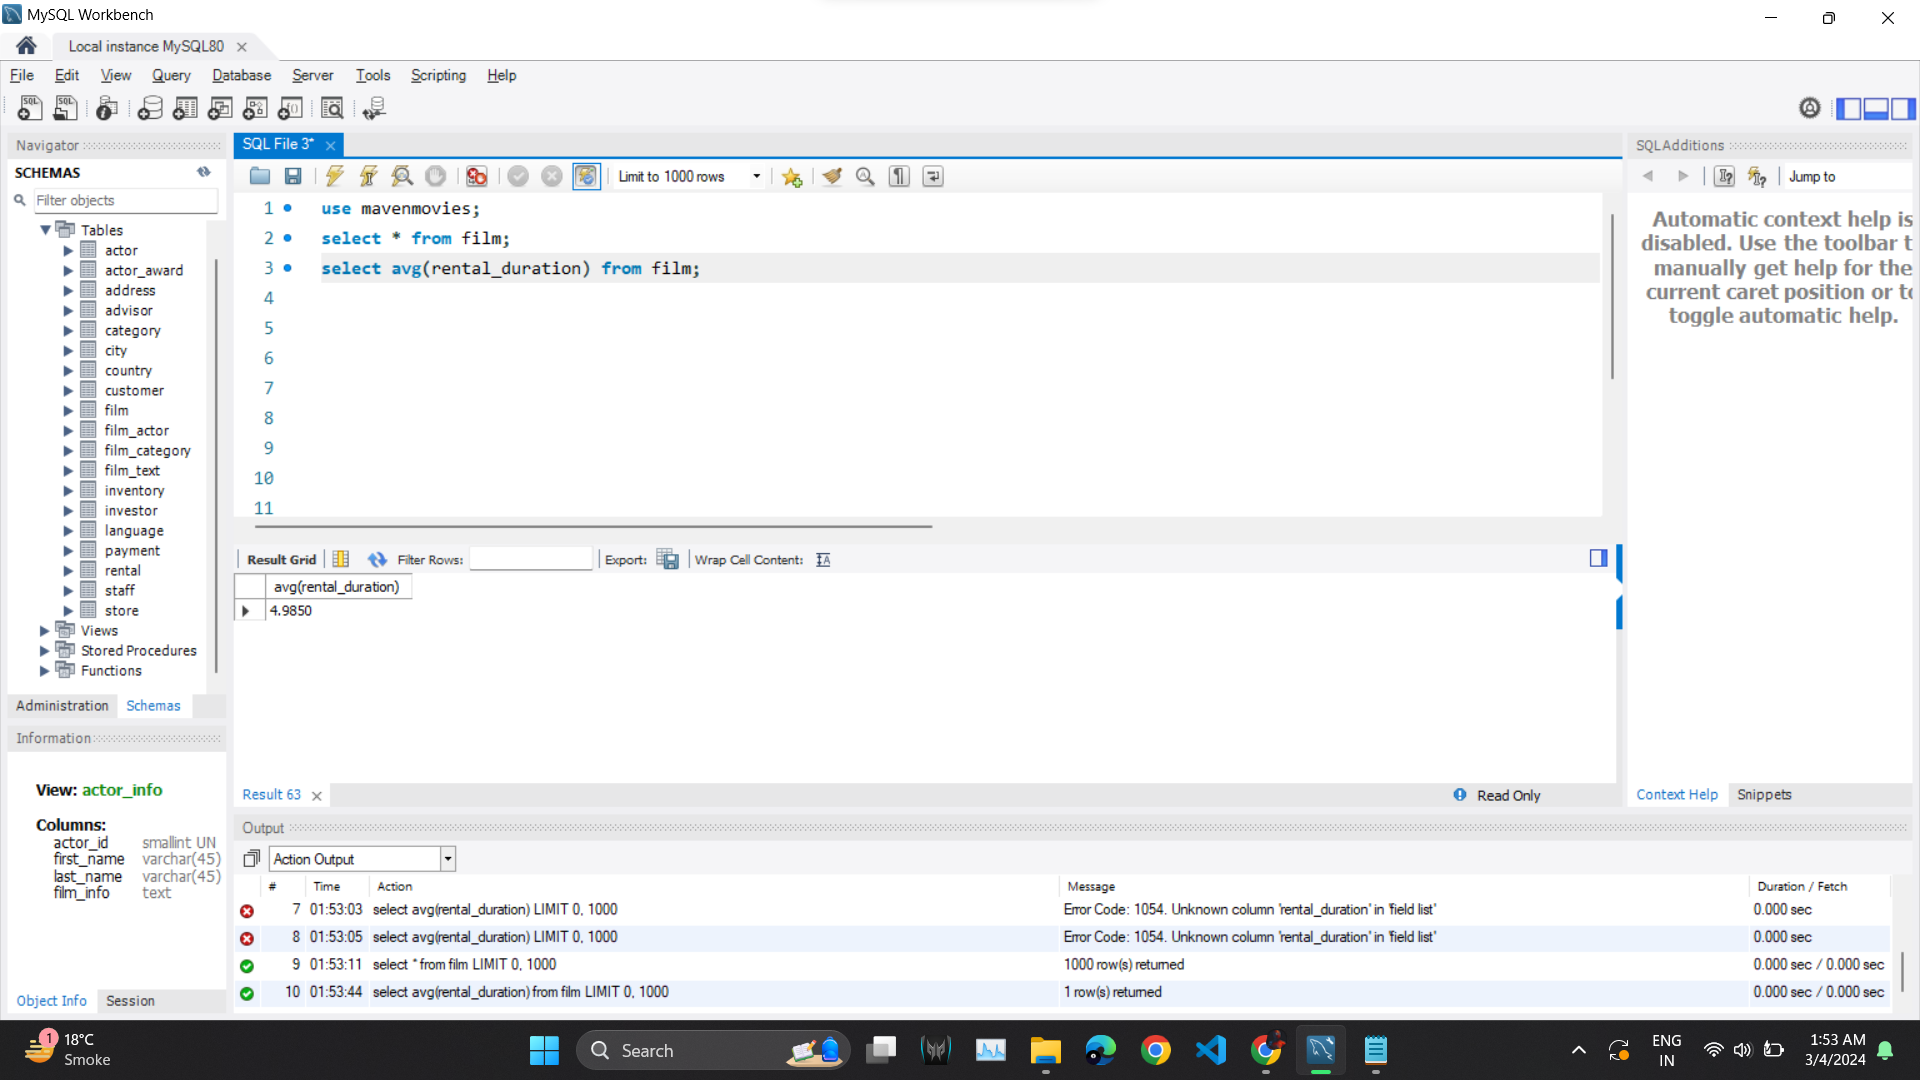 MySQL Workbench
Local instance MySQL80
File Edit View Query Database Server Tools Scripting Help
Navigator
SCHEMAS
Filter objects
Tables
actor
actor_award
address
advisor
category
city
country
customer
film
film_actor
film_category
film_text
inventory
investor
language
payment
rental
staff
store
Views
Stored Procedures
Functions
Administration Schemas
Information
View: actor_info
Columns:
actor_id smallint UN
first_name varchar(45)
last_name varchar(45)
film_info text
Object Info Session
SQL File 3*
Limit to 1000 rows
1 use mavenmovies;
2 select * from film;
3 select avg(rental_duration) from film;
4
5
6
7
8
9
10
11
Result Grid Filter Rows: Export: Wrap Cell Content:
avg(rental_duration)
4.9850
Result 63 Read Only
SQLAdditions
Jump to
Automatic context help is
disabled. Use the toolbar t
manually get help for the
current caret position or to
toggle automatic help.
Context Help Snippets
Output
Action Output
# Time Action Message Duration / Fetch
7 01:53:03 select avg(rental_duration) LIMIT 0, 1000 Error Code: 1054. Unknown column 'rental_duration' in 'field list' 0.000 sec
8 01:53:05 select avg(rental_duration) LIMIT 0, 1000 Error Code: 1054. Unknown column 'rental_duration' in 'field list' 0.000 sec
9 01:53:11 select * from film LIMIT 0, 1000 1000 row(s) returned 0.000 sec / 0.000 sec
10 01:53:44 select avg(rental_duration) from film LIMIT 0, 1000 1 row(s) returned 0.000 sec / 0.000 sec
1
18°C
Smoke
Search
ENG
IN
1:53 AM
3/4/2024